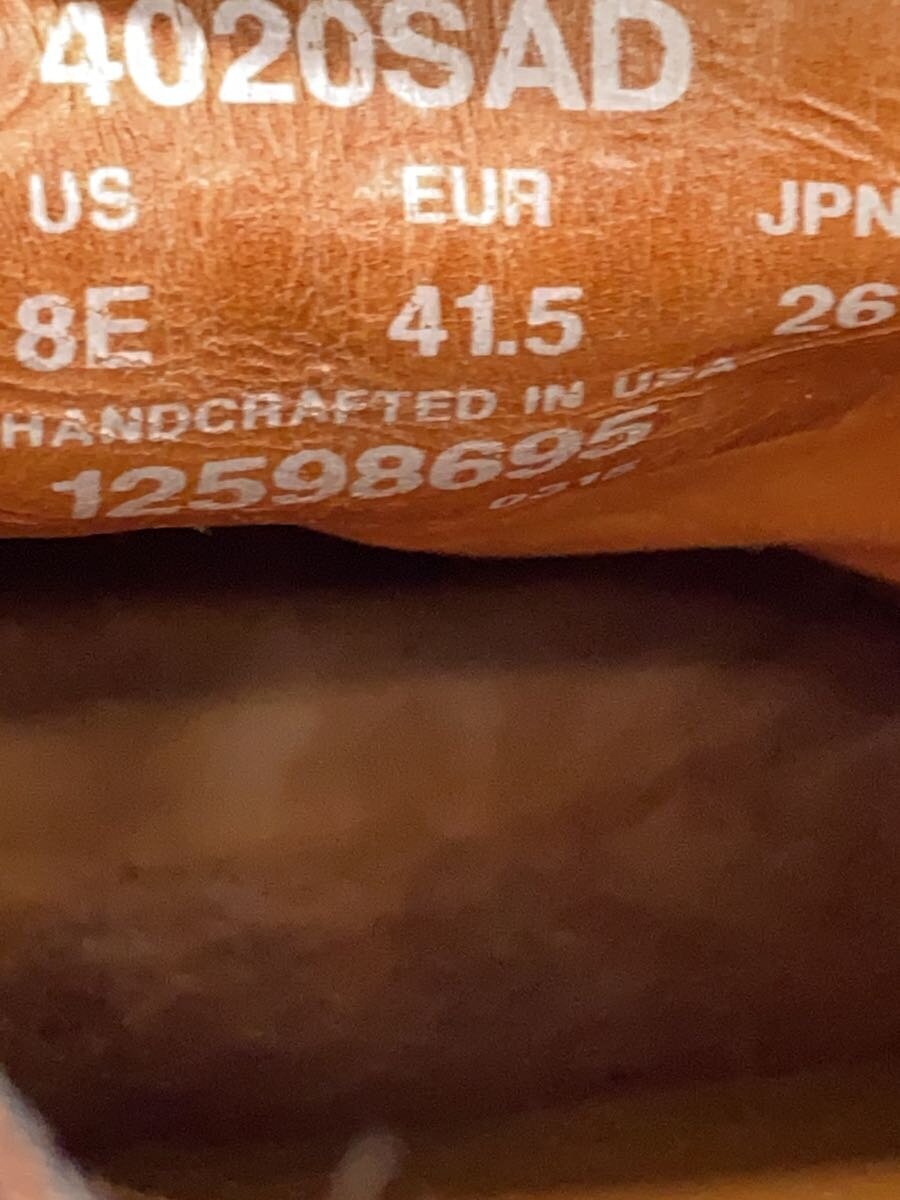 4020SAD
US EUR JPN
8E 41.5 26
HANDCRAFTED IN USA
12598695